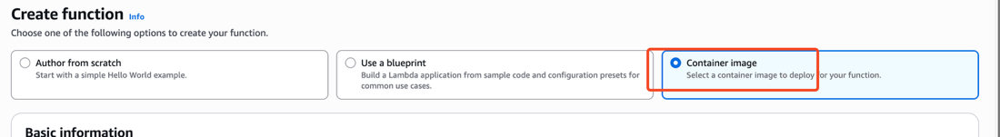 Create function Info
Choose one of the following options to create your function.
Author from scratch
Start with a simple Hello World example.
Use a blueprint
Build a Lambda application from sample code and configuration presets for
common use cases.
Container image
Select a container image to deploy for your function.
Basic information